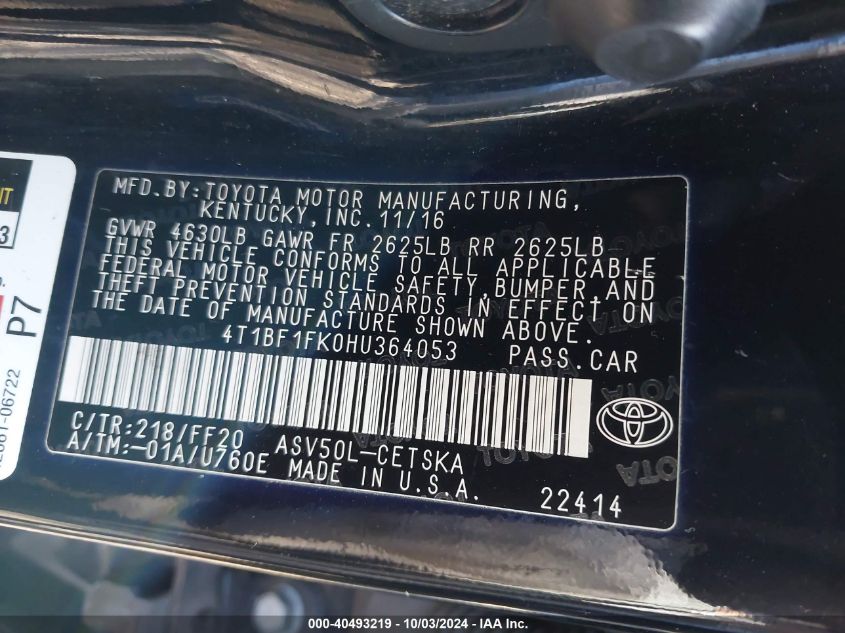 MFD.BY:TOYOTA MOTOR MANUFACTURING,
KENTUCKY,INC. 11/16
GVWR 4630LB GAWR FR 2625LB RR 2625LB
THIS VEHICLE CONFORMS TO ALL APPLICABLE
FEDERAL MOTOR VEHICLE SAFETY,BUMPER,AND
THEFT PREVENTION STANDARDS IN EFFECT ON
THE DATE OF MANUFACTURE SHOWN ABOVE.
4T1BF1FK0HU364053 PASS.CAR
C/TR:218/FF20 ASV50L-CETSKA
A/TM:-01A/U760E MADE IN U.S.A.
22414
P7
06722
000-40493219 - 10/03/2024 - IAA Inc.